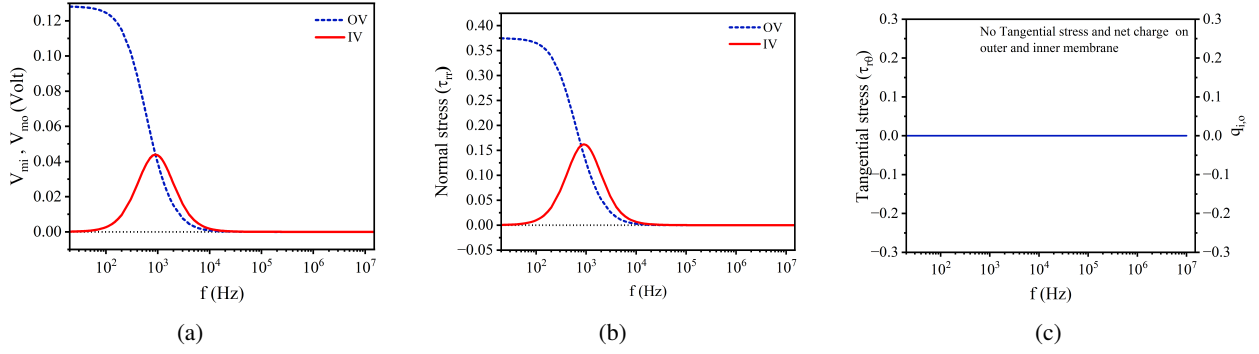 0.12
0.10
0.08
0.06
0.04
0.02
0.00
V_mi , V_mo (Volt)
OV
IV
10^2 10^3 10^4 10^5 10^6 10^7
f (Hz)
(a)
0.40
0.35
0.30
0.25
0.20
0.15
0.10
0.05
0.00
−0.05
Normal stress (τ_rr)
OV
IV
10^2 10^3 10^4 10^5 10^6 10^7
f (Hz)
(b)
0.3
0.2
0.1
0.0
−0.1
−0.2
−0.3
Tangential stress (τ_rθ)
No Tangential stress and net charge on
outer and inner membrane
0.3
0.2
0.1
0.0
−0.1
−0.2
−0.3
q_i,o
10^2 10^3 10^4 10^5 10^6 10^7
f (Hz)
(c)